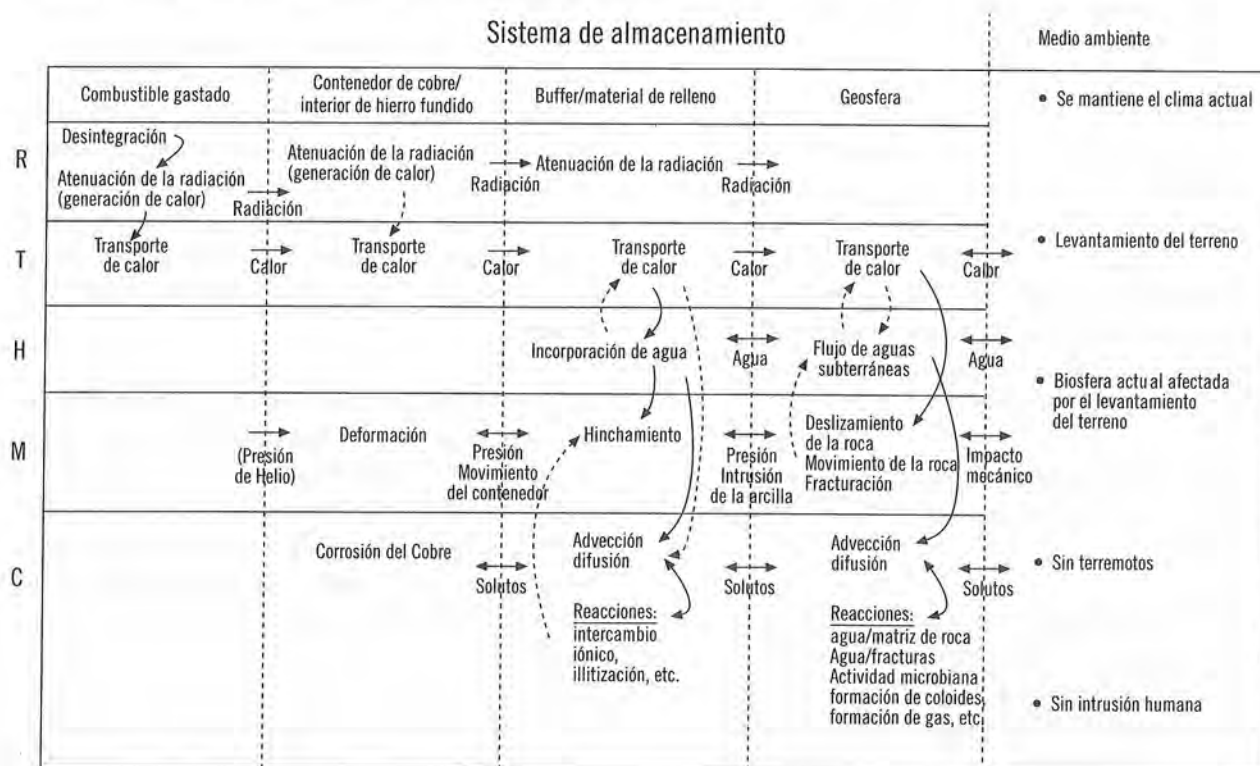 Sistema de almacenamiento
Medio ambiente
Combustible gastado
Contenedor de cobre/
interior de hierro fundido
Buffer/material de relleno
Geosfera
R
Desintegración
Atenuación de la radiación
(generación de calor)
Radiación
Atenuación de la radiación
(generación de calor)
Radiación
Atenuación de la radiación
Radiación
T
Transporte
de calor
Calor
Transporte
de calor
Calor
Transporte
de calor
Calor
Transporte
de calor
Calor
H
Incorporación de agua
Agua
Flujo de aguas
subterráneas
Agua
M
(Presión
de Helio)
Deformación
Presión
Movimiento
del contenedor
Hinchamiento
Presión
Intrusión
de la arcilla
Deslizamiento
de la roca
Movimiento de la roca
Fracturación
Impacto
mecánico
C
Corrosión del Cobre
Solutos
Advección
difusión
Reacciones:
intercambio
iónico,
illitización, etc.
Solutos
Advección
difusión
Reacciones:
agua/matriz de roca
Agua/fracturas
Actividad microbiana
formación de coloides,
formación de gas, etc.
Solutos
• Se mantiene el clima actual
• Levantamiento del terreno
• Biosfera actual afectada
por el levantamiento
del terreno
• Sin terremotos
• Sin intrusión humana